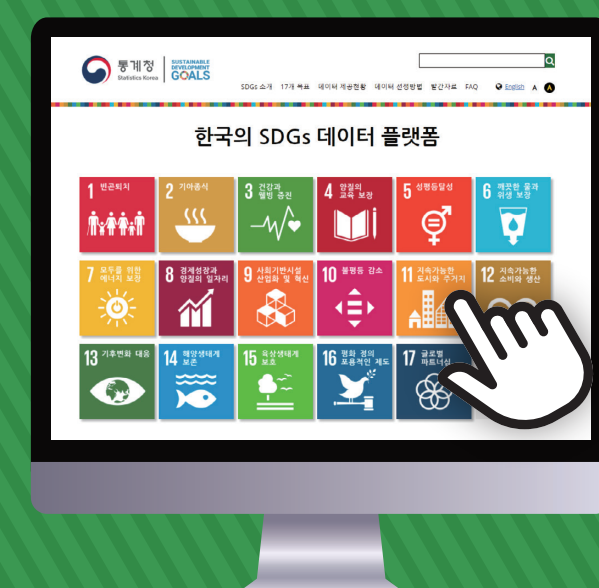 통계청
Statistics Korea
SUSTAINABLE
DEVELOPMENT
GOALS
SDGs 소개 17개 목표 데이터 제공현황 데이터 선정방법 발간자료 FAQ English A A
한국의 SDGs 데이터 플랫폼
1 빈곤퇴치
2 기아종식
3 건강과
웰빙 증진
4 양질의
교육 보장
5 성평등달성
6 깨끗한 물과
위생 보장
7 모두를 위한
에너지 보장
8 경제성장과
양질의 일자리
9 사회기반시설
산업화 및 혁신
10 불평등 감소
11 지속가능한
도시와 주거지
12 지속가능한
소비와 생산
13 기후변화 대응
14 해양생태계
보존
15 육상생태계
보호
16 평화 정의
포용적인 제도
17 글로벌
파트너십